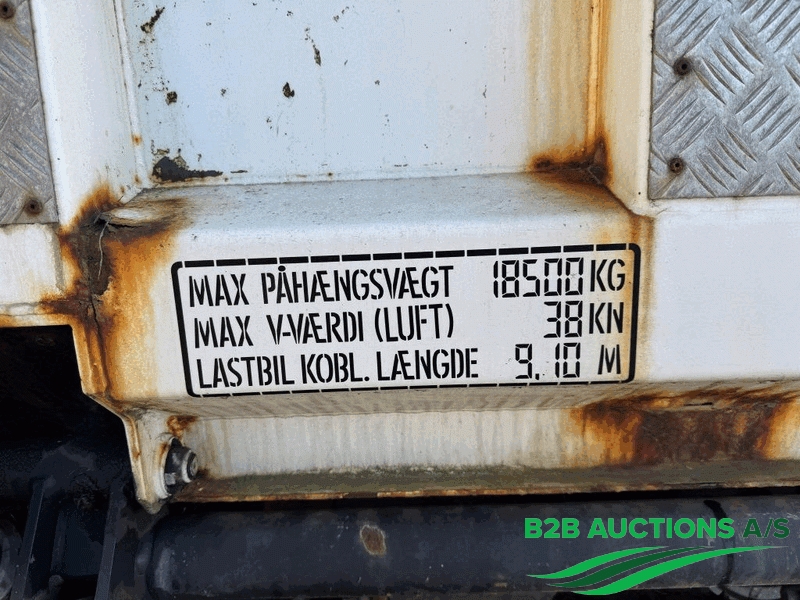 MAX PÅHÆNGSVÆGT 18500 KG
MAX V-VÆRDI (LUFT) 38 KN
LASTBIL KOBL. LÆNGDE 9,10 M
B2B AUCTIONS A/S